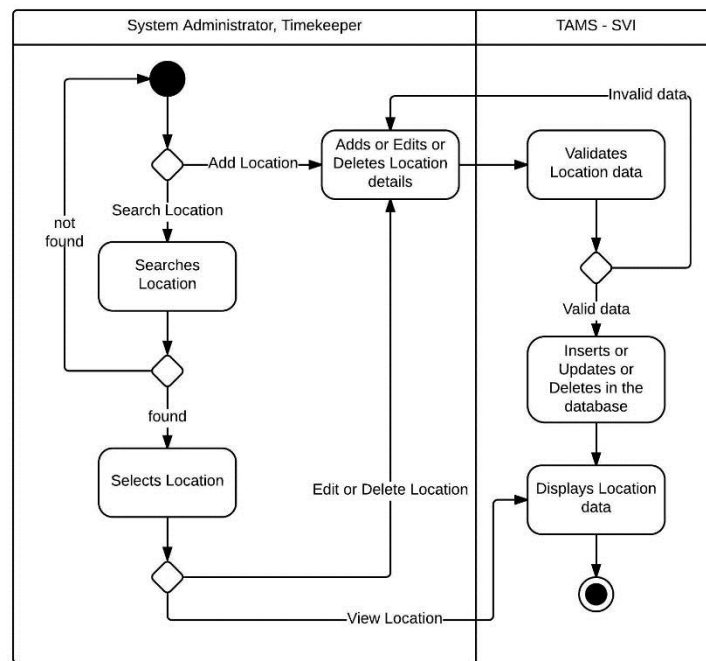 System Administrator, Timekeeper
TAMS - SVI
Invalid data
Adds or Edits or
Deletes Location
details
Validates
Location data
Add Location
Search Location
not
found
Searches
Location
Valid data
Inserts or
Updates or
Deletes in the
database
found
Selects Location
Edit or Delete Location
Displays Location
data
View Location